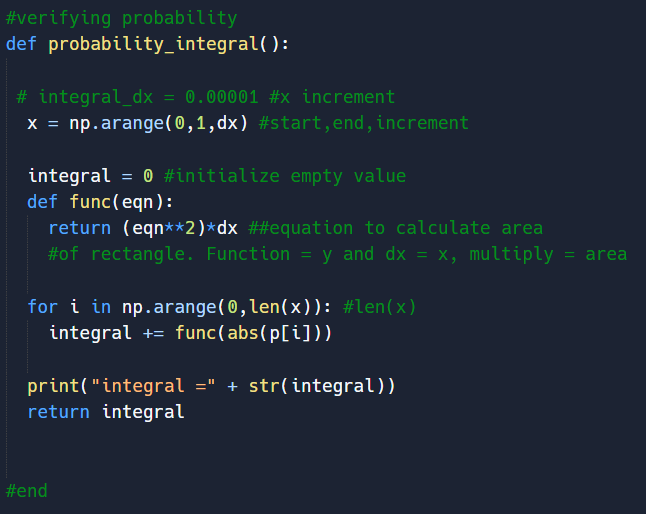 #verifying probability
def probability_integral():
# integral_dx = 0.00001 #x increment
x = np.arange(0,1,dx) #start,end,increment
integral = 0 #initialize empty value
def func(eqn):
return (eqn**2)*dx ##equation to calculate area
#of rectangle. Function = y and dx = x, multiply = area
for i in np.arange(0,len(x)): #len(x)
integral += func(abs(p[i]))
print("integral =" + str(integral))
return integral
#end